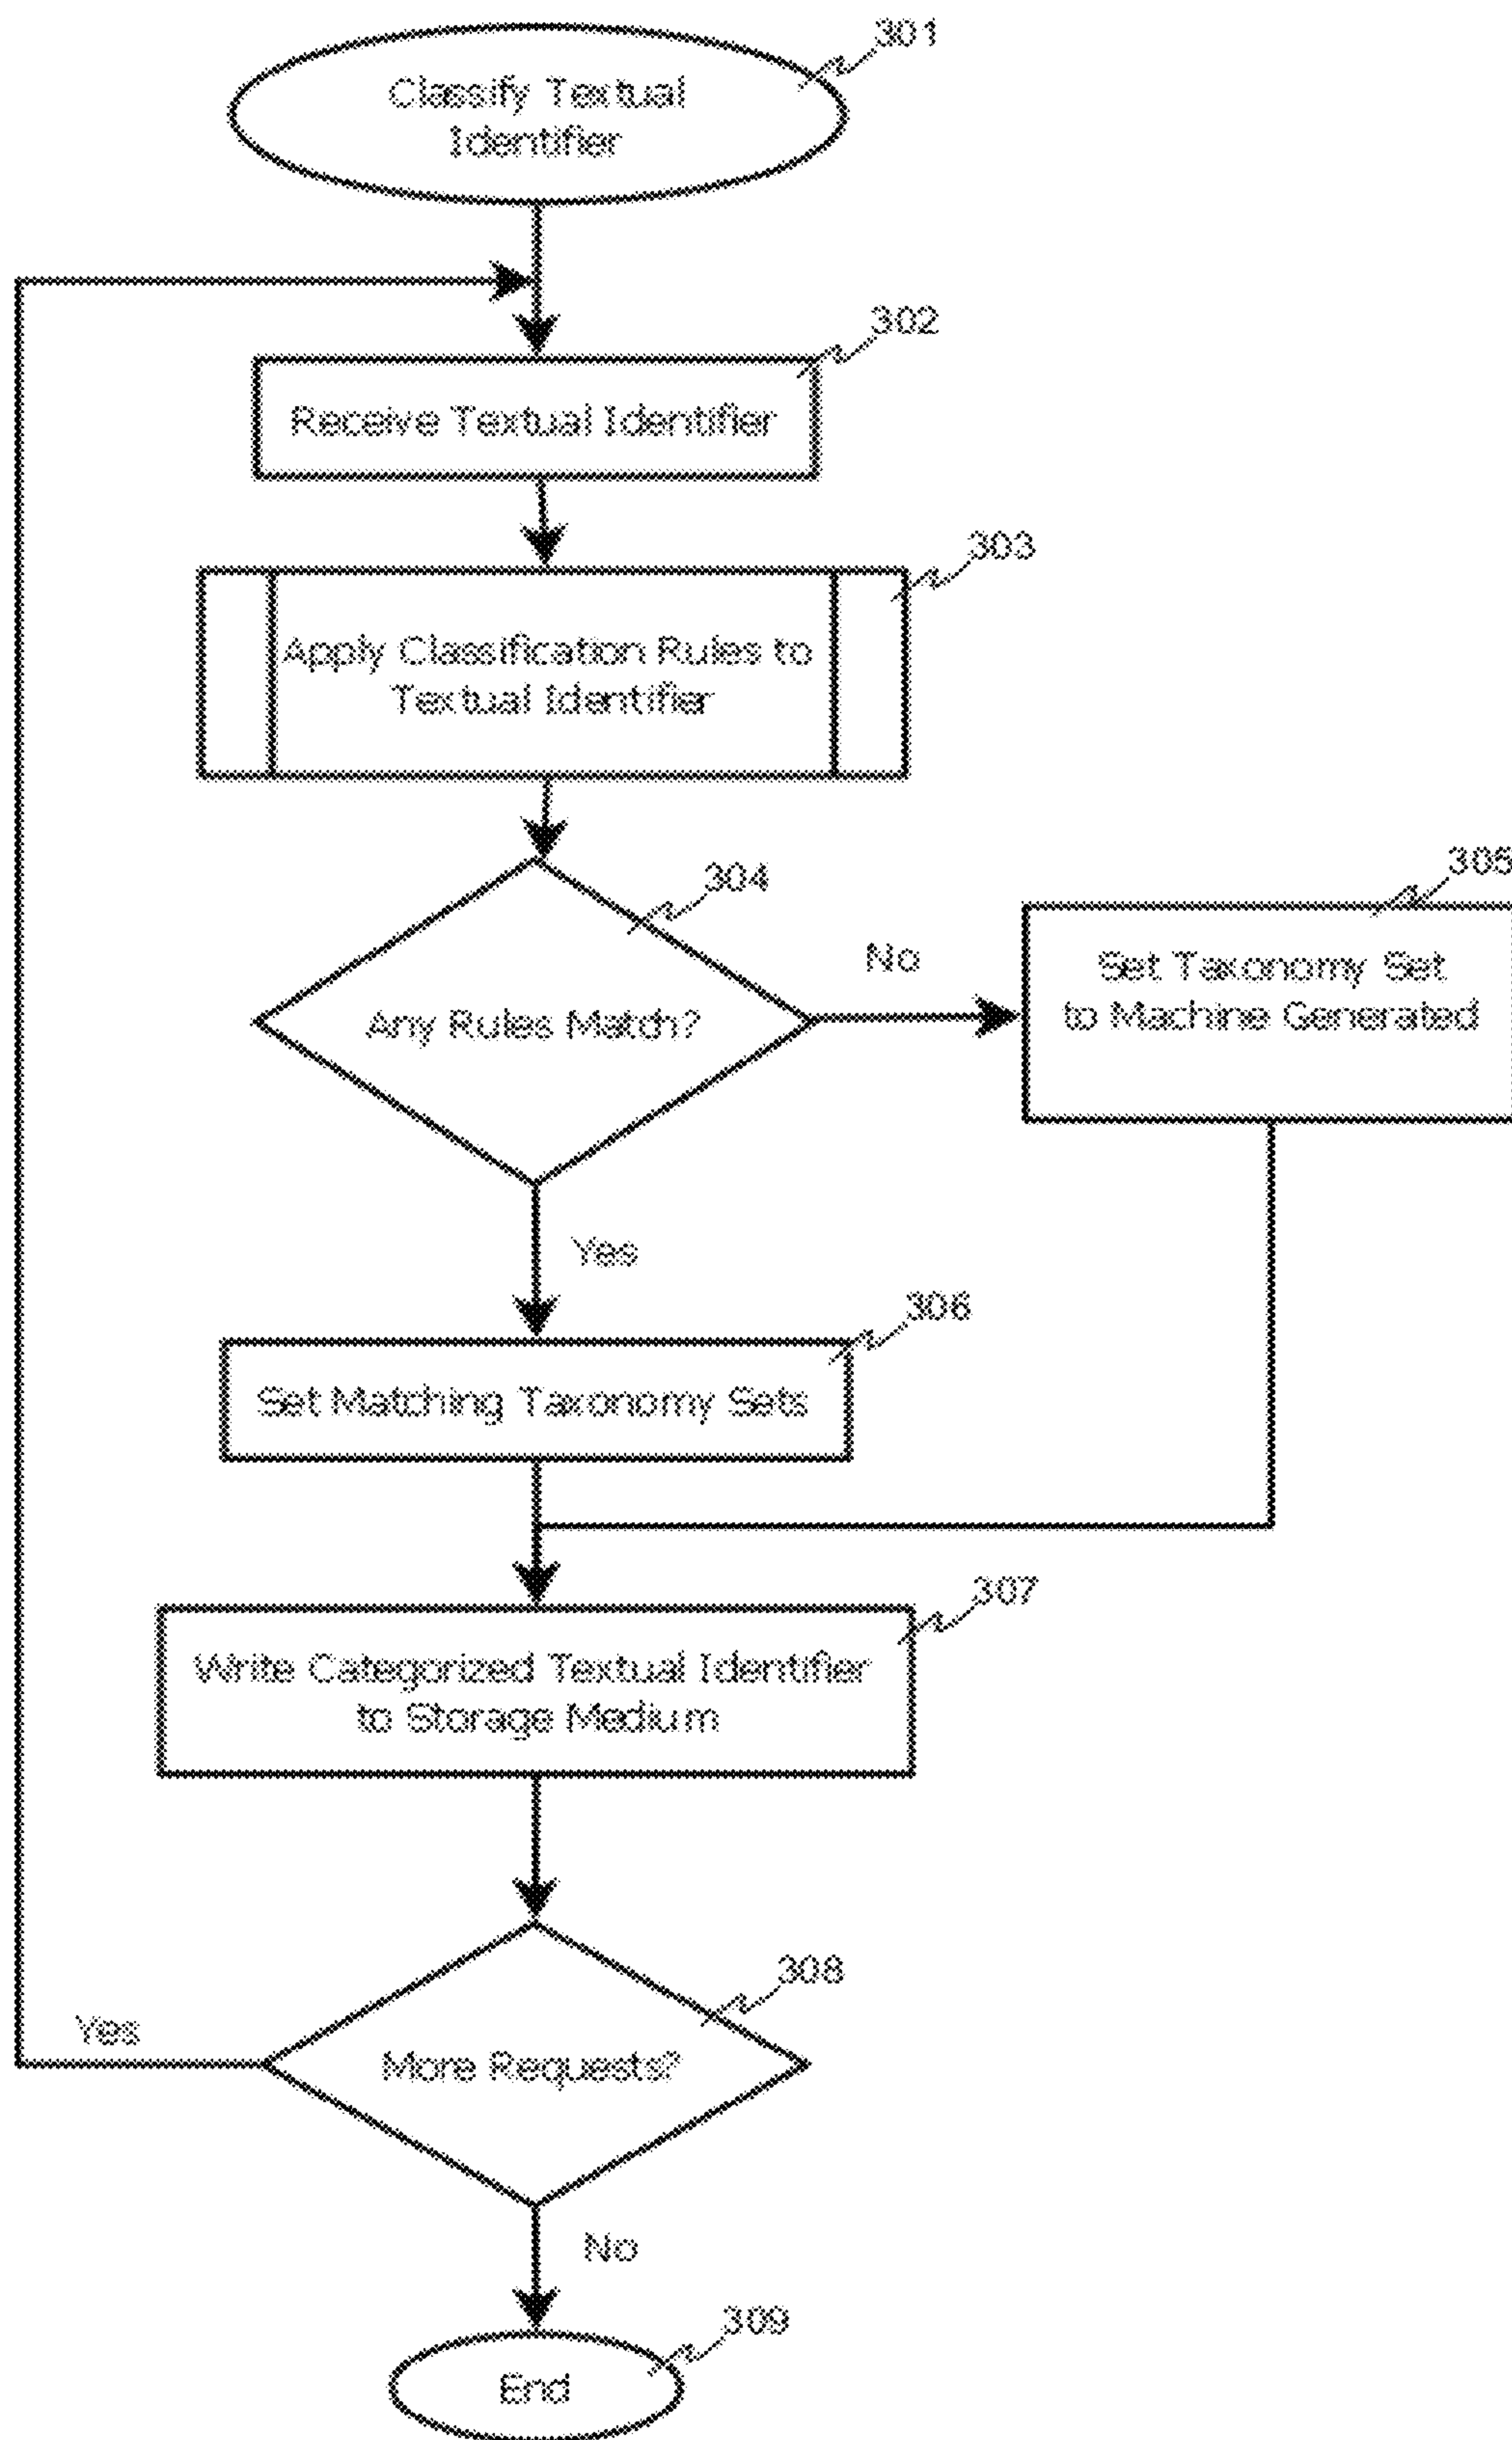 301
Classify Textual
Identifier
302
Receive Textual Identifier
303
Apply Classification Rules to
Textual Identifier
304
Any Rules Match?
No
305
Set Taxonomy Set
to Machine Generated
Yes
306
Set Matching Taxonomy Sets
307
Write Categorized Textual Identifier
to Storage Medium
308
More Requests?
Yes
No
309
End